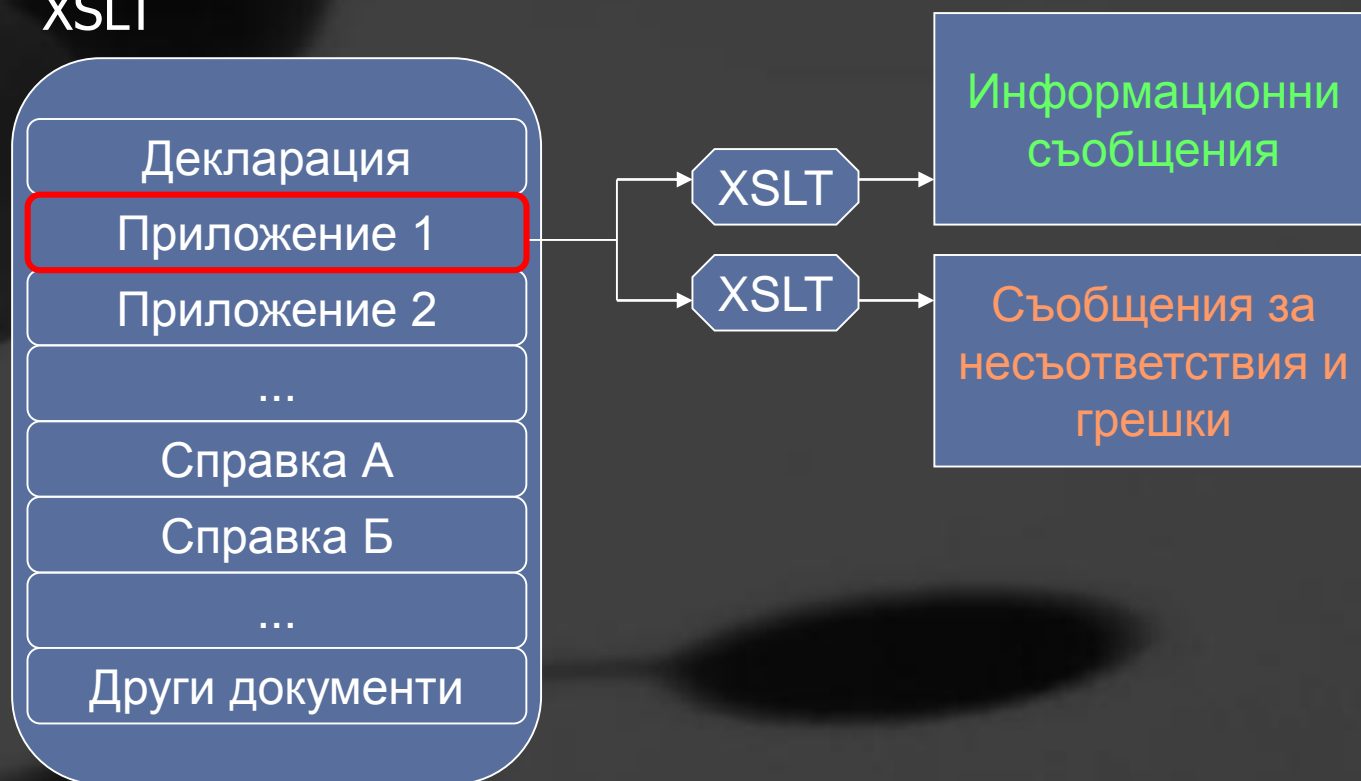 XSLT
Декларация
Приложение 1
Приложение 2
...
Справка А
Справка Б
...
Други документи
XSLT
XSLT
Информационни
съобщения
Съобщения за
несъответствия и
грешки